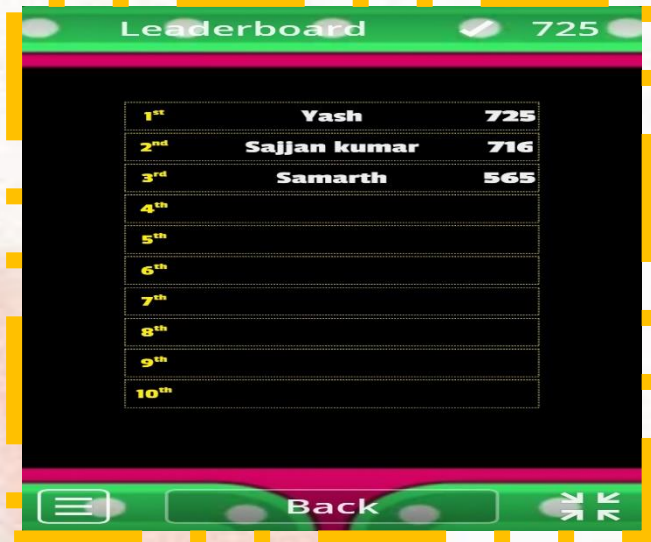 Leaderboard 725
1st Yash 725
2nd Sajjan kumar 716
3rd Samarth 565
4th
5th
6th
7th
8th
9th
10th
Back